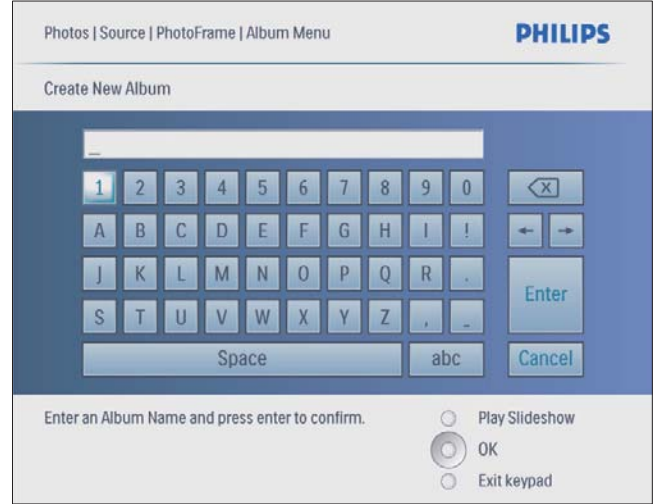 Photos | Source | PhotoFrame | Album Menu
PHILIPS
Create New Album
_
1 2 3 4 5 6 7 8 9 0
A B C D E F G H I !
J K L M N O P Q R .
Enter
S T U V W X Y Z , _
Space abc Cancel
Enter an Album Name and press enter to confirm.
Play Slideshow
OK
Exit keypad